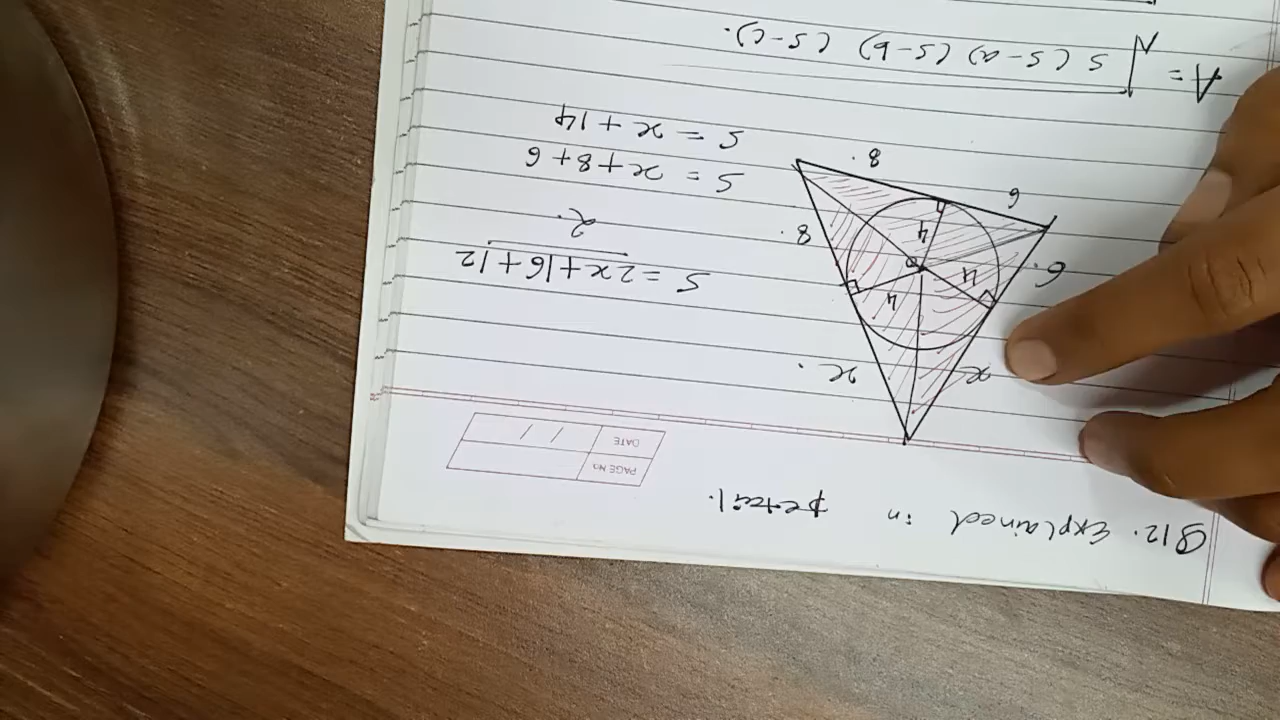 Q12. Explained in Detail.
PAGE No
DATE / /
x x.
S = 2x+16+12
2.
4 4
6. 8.
4
S = x+8+6
6 8.
S = x+14
A = √ s (s-a) (s-b) (s-c).